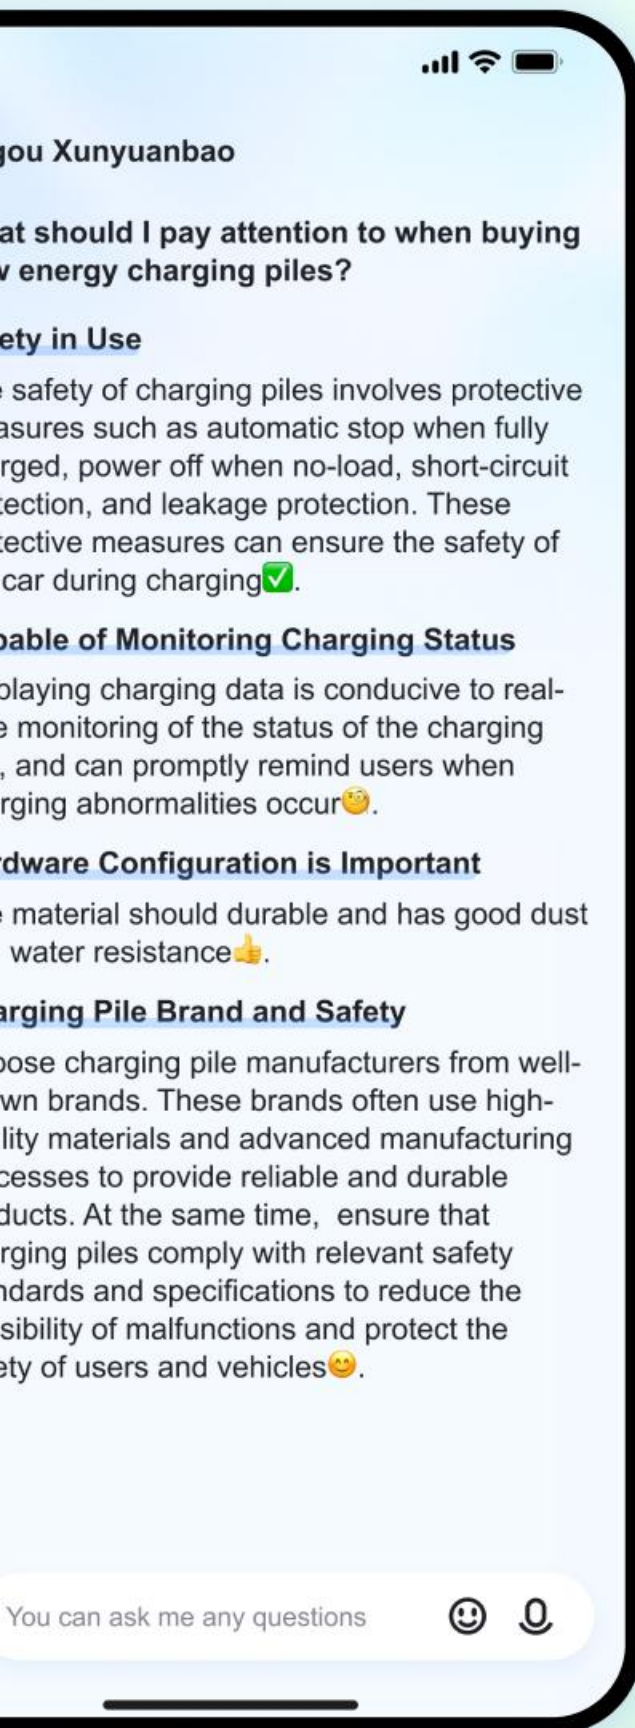 gou Xunyuanbao
at should I pay attention to when buying
w energy charging piles?
ety in Use
e safety of charging piles involves protective
asures such as automatic stop when fully
rged, power off when no-load, short-circuit
tection, and leakage protection. These
tective measures can ensure the safety of
car during charging✅.
pable of Monitoring Charging Status
playing charging data is conducive to real-
e monitoring of the status of the charging
, and can promptly remind users when
rging abnormalities occur🧐.
rdware Configuration is Important
e material should durable and has good dust
water resistance👍.
arging Pile Brand and Safety
oose charging pile manufacturers from well-
wn brands. These brands often use high-
lity materials and advanced manufacturing
cesses to provide reliable and durable
ducts. At the same time,  ensure that
rging piles comply with relevant safety
ndards and specifications to reduce the
sibility of malfunctions and protect the
ety of users and vehicles😊.
You can ask me any questions